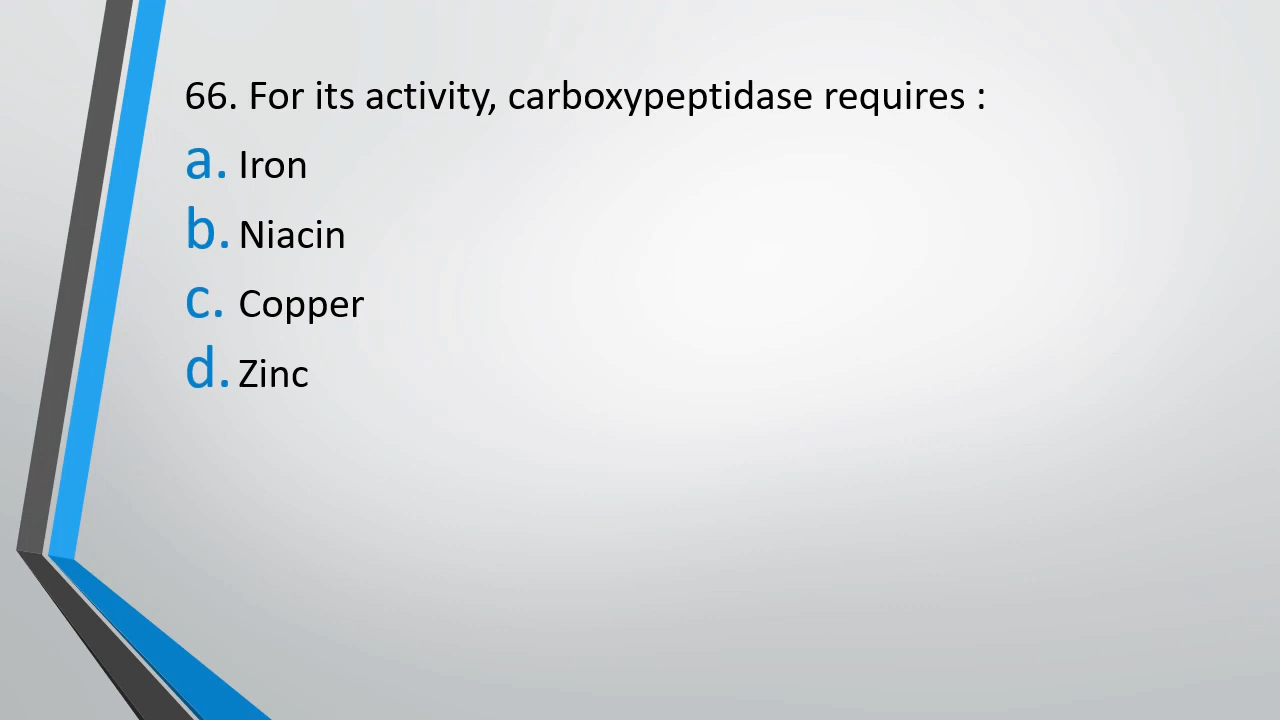 66. For its activity, carboxypeptidase requires :
a. Iron
b. Niacin
c. Copper
d. Zinc